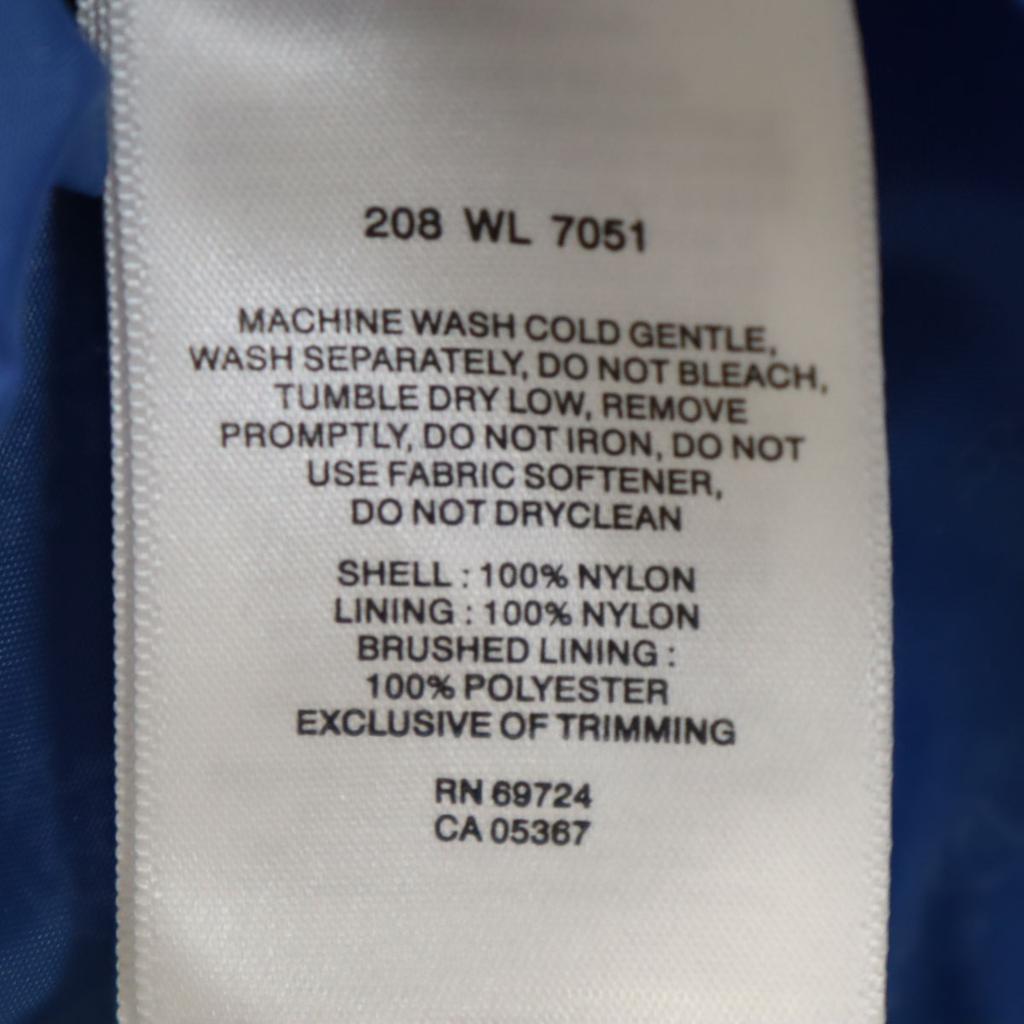 208 WL 7051
MACHINE WASH COLD GENTLE,
WASH SEPARATELY, DO NOT BLEACH,
TUMBLE DRY LOW, REMOVE
PROMPTLY, DO NOT IRON, DO NOT
USE FABRIC SOFTENER,
DO NOT DRYCLEAN
SHELL : 100% NYLON
LINING : 100% NYLON
BRUSHED LINING :
100% POLYESTER
EXCLUSIVE OF TRIMMING
RN 69724
CA 05367